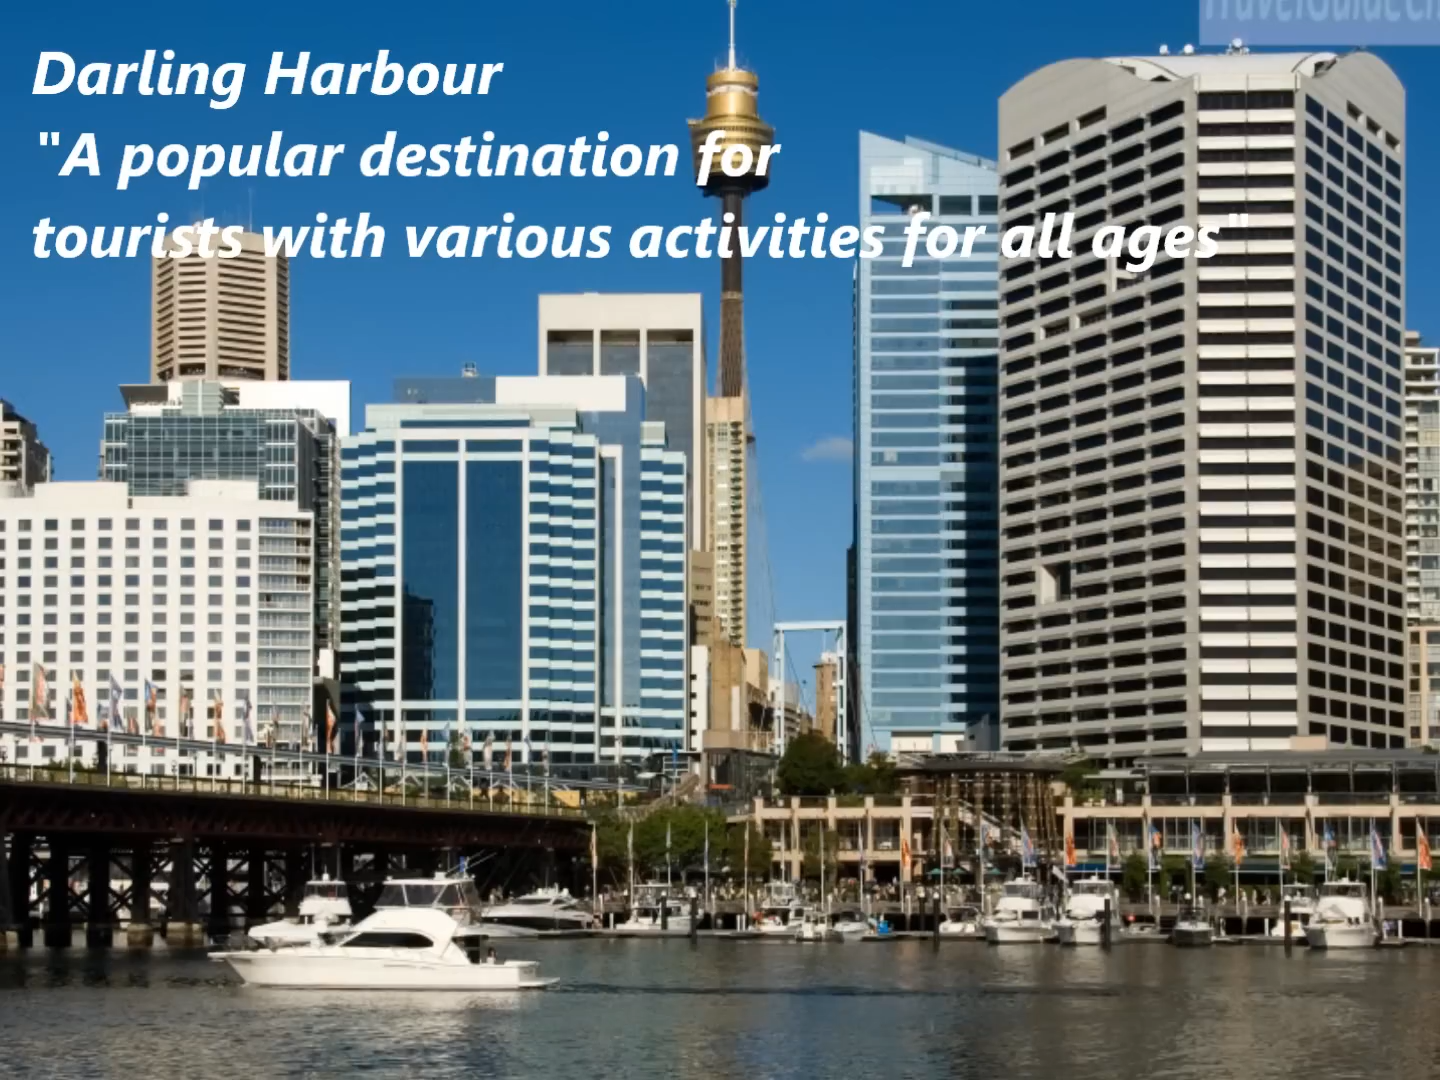 Darling Harbour
"A popular destination for
tourists with various activities for all ages"